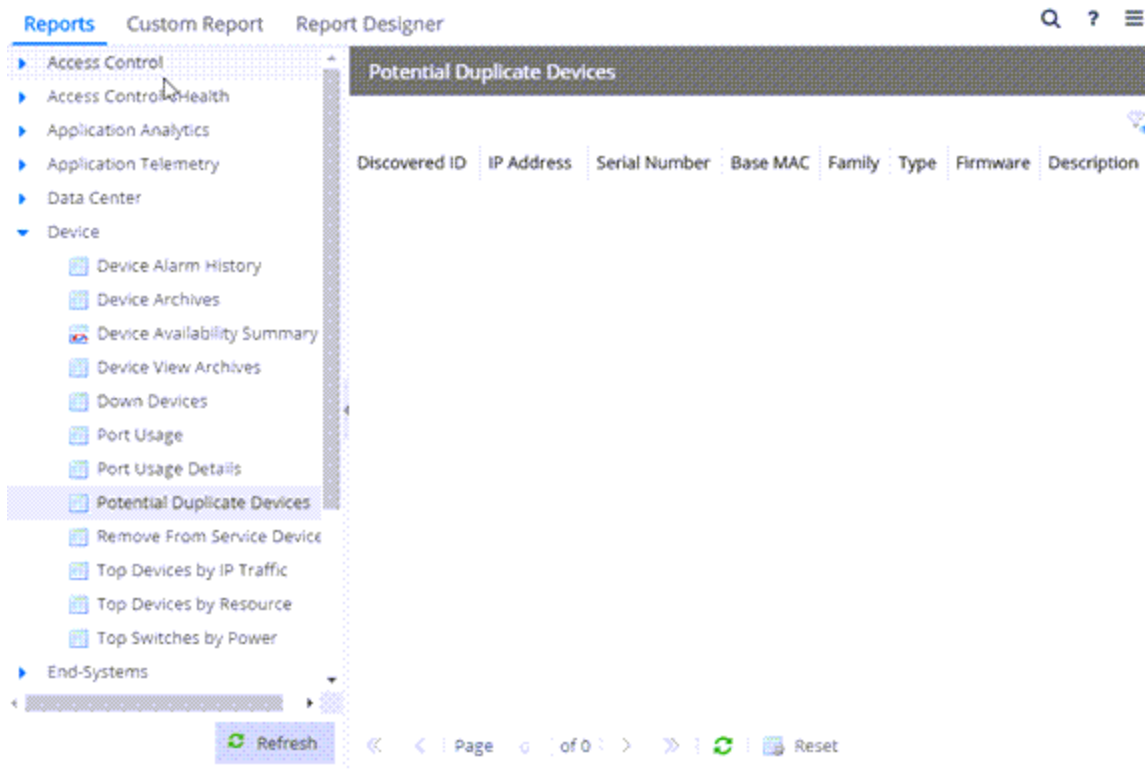 Reports Custom Report Report Designer ?
Access Control
Access Control Health
Application Analytics
Application Telemetry
Data Center
Device
Device Alarm History
Device Archives
Device Availability Summary
Device View Archives
Down Devices
Port Usage
Port Usage Details
Potential Duplicate Devices
Remove From Service Device
Top Devices by IP Traffic
Top Devices by Resource
Top Switches by Power
End-Systems
Refresh
Potential Duplicate Devices
Discovered ID IP Address Serial Number Base MAC Family Type Firmware Description
Page of 0 Reset